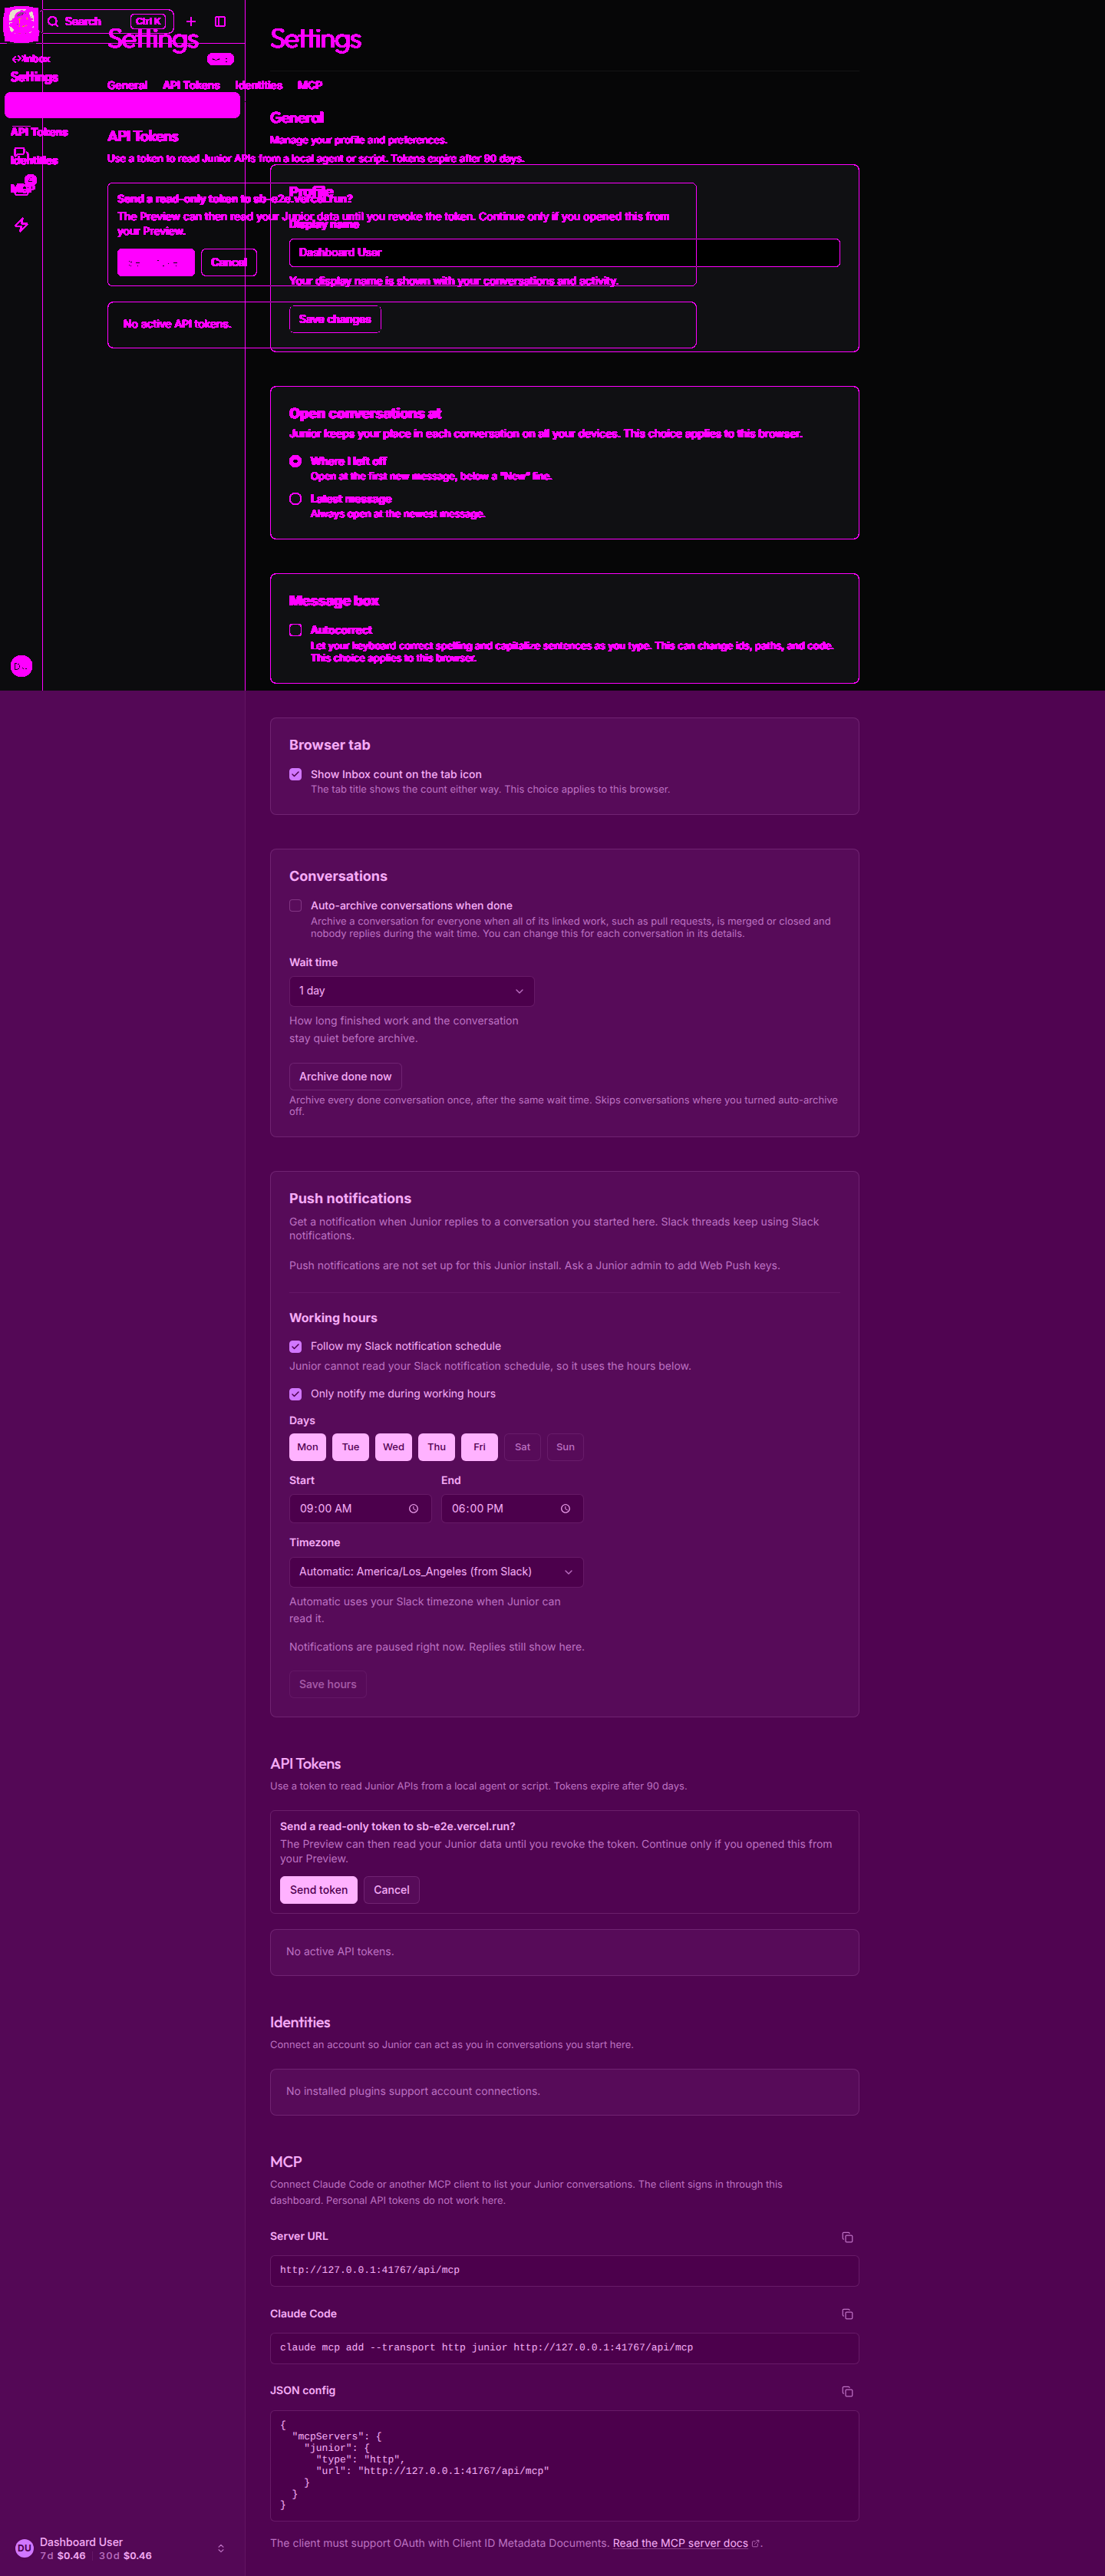 Search
Ctrl K
Settings
Settings
Inbox
Settings
General
API Tokens
Identities
MCP
API Tokens
Identities
MCP
General
Manage your profile and preferences.
API Tokens
Use a token to read Junior APIs from a local agent or script. Tokens expire after 90 days.
Send a read-only token to sb-e2e.vercel.run?
The Preview can then read your Junior data until you revoke the token. Continue only if you opened this from
your Preview.
Cancel
No active API tokens.
Profile
Display name
Dashboard User
Your display name is shown with your conversations and activity.
Save changes
Open conversations at
Junior keeps your place in each conversation on all your devices. This choice applies to this browser.
Where I left off
Open at the first new message, below a "New" line.
Latest message
Always open at the newest message.
Message box
Autocorrect
Let your keyboard correct spelling and capitalize sentences as you type. This can change ids, paths, and code.
This choice applies to this browser.
Browser tab
Show Inbox count on the tab icon
The tab title shows the count either way. This choice applies to this browser.
Conversations
Auto-archive conversations when done
Archive a conversation for everyone when all of its linked work, such as pull requests, is merged or closed and
nobody replies during the wait time. You can change this for each conversation in its details.
Wait time
1 day
How long finished work and the conversation
stay quiet before archive.
Archive done now
Archive every done conversation once, after the same wait time. Skips conversations where you turned auto-archive
off.
Push notifications
Get a notification when Junior replies to a conversation you started here. Slack threads keep using Slack
notifications.
Push notifications are not set up for this Junior install. Ask a Junior admin to add Web Push keys.
Working hours
Follow my Slack notification schedule
Junior cannot read your Slack notification schedule, so it uses the hours below.
Only notify me during working hours
Days
Mon Tue Wed Thu Fri Sat Sun
Start End
09:00 AM 06:00 PM
Timezone
Automatic: America/Los_Angeles (from Slack)
Automatic uses your Slack timezone when Junior can
read it.
Notifications are paused right now. Replies still show here.
Save hours
API Tokens
Use a token to read Junior APIs from a local agent or script. Tokens expire after 90 days.
Send a read-only token to sb-e2e.vercel.run?
The Preview can then read your Junior data until you revoke the token. Continue only if you opened this from
your Preview.
Send token Cancel
No active API tokens.
Identities
Connect an account so Junior can act as you in conversations you start here.
No installed plugins support account connections.
MCP
Connect Claude Code or another MCP client to list your Junior conversations. The client signs in through this
dashboard. Personal API tokens do not work here.
Server URL
http://127.0.0.1:41767/api/mcp
Claude Code
claude mcp add --transport http junior http://127.0.0.1:41767/api/mcp
JSON config
{
"mcpServers": {
"junior": {
"type": "http",
"url": "http://127.0.0.1:41767/api/mcp"
}
}
}
The client must support OAuth with Client ID Metadata Documents. Read the MCP server docs.
DU
Dashboard User
7d $0.46 30d $0.46